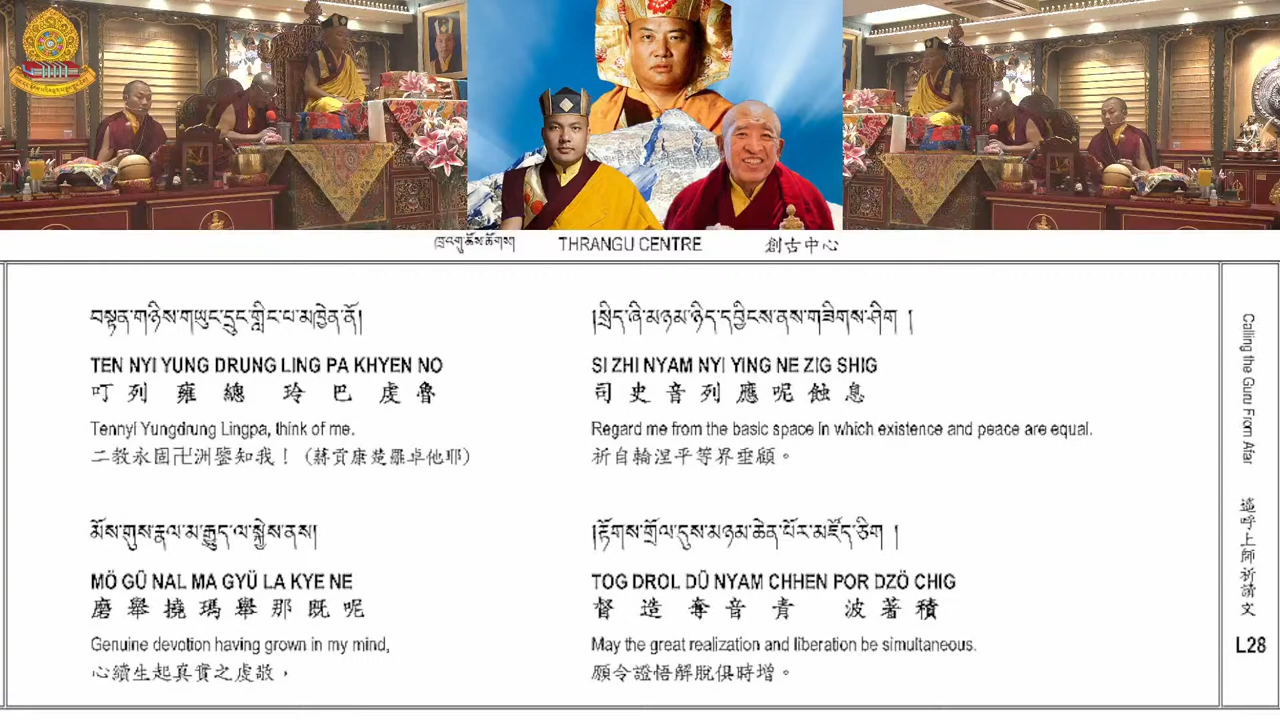 ཁྲ་འགུ་ཆོས་ཚོགས། THRANGU CENTRE 創古中心
བསྟན་གཉིས་གཡུང་དྲུང་གླིང་པ་མཁྱེན་ནོ།
TEN NYI YUNG DRUNG LING PA KHYEN NO
叮 列 雍 總 玲 巴 虔 魯
Tennyi Yungdrung Lingpa, think of me.
二教永固卍洲鑒知我！（蔣貢康楚羅卓他耶）
།སྲིད་ཞི་མཉམ་ཉིད་དབྱིངས་ནས་གཟིགས་ཤིག །
SI ZHI NYAM NYI YING NE ZIG SHIG
司 史 音 列 應 呢 蝕 息
Regard me from the basic space in which existence and peace are equal.
祈自輪涅平等界垂顧。
མོས་གུས་རྣལ་མ་རྒྱུད་ལ་སྐྱེས་ནས།
MÖ GÜ NAL MA GYÜ LA KYE NE
磨 舉 撓 瑪 舉 那 既 呢
Genuine devotion having grown in my mind,
心續生起真實之虔敬，
།རྟོགས་གྲོལ་དུས་མཉམ་ཆེན་པོར་མཛོད་ཅིག །
TOG DROL DÜ NYAM CHHEN POR DZÖ CHIG
督 造 奪 音 青 波 著 積
May the great realization and liberation be simultaneous.
願令證悟解脫俱時增。
Calling the Guru From Afar
遙呼上師祈請文
L28